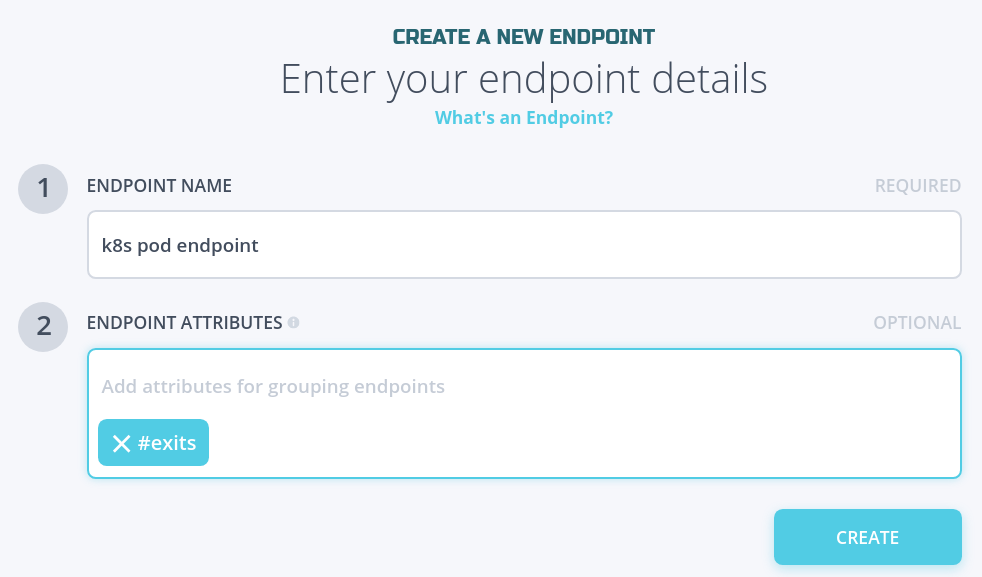 CREATE A NEW ENDPOINT
Enter your endpoint details
What's an Endpoint?
1 ENDPOINT NAME REQUIRED
k8s pod endpoint
2 ENDPOINT ATTRIBUTES OPTIONAL
Add attributes for grouping endpoints
#exits
CREATE